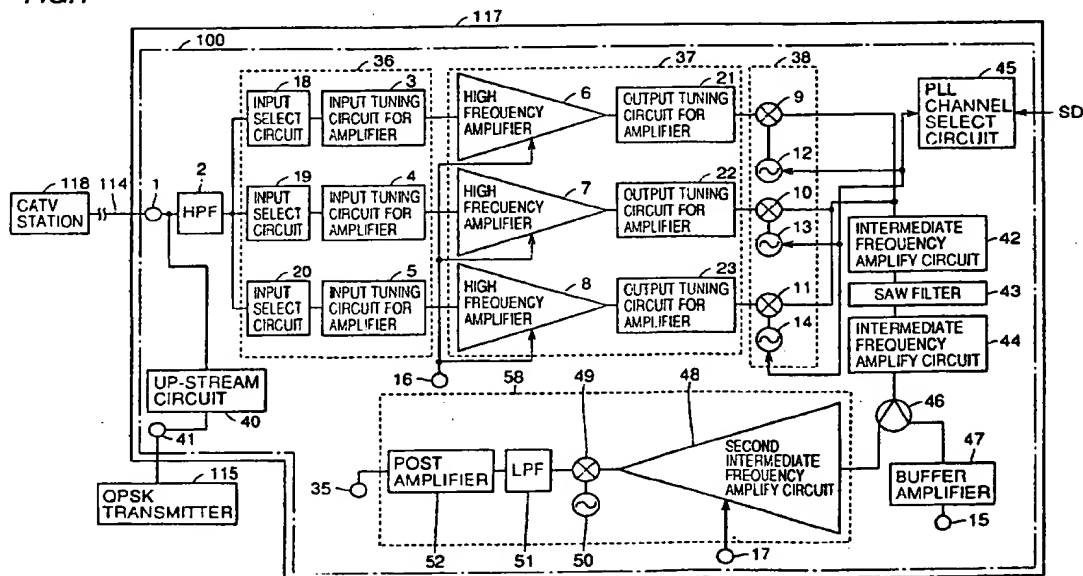 117
100
36
37
38
45
18
3
6
21
9
PLL
CHANNEL
SELECT
CIRCUIT
SD
INPUT
SELECT
CIRCUIT
INPUT TUNING
CIRCUIT FOR
AMPLIFIER
HIGH
FREQUENCY
AMPLIFIER
OUTPUT TUNING
CIRCUIT FOR
AMPLIFIER
12
118
114
1
2
19
4
7
22
10
CATV
STATION
HPF
INPUT
SELECT
CIRCUIT
INPUT TUNING
CIRCUIT FOR
AMPLIFIER
HIGH
FREQUENCY
AMPLIFIER
OUTPUT TUNING
CIRCUIT FOR
AMPLIFIER
13
INTERMEDIATE
FREQUENCY
AMPLIFY CIRCUIT
42
20
5
8
23
11
SAW FILTER
43
INPUT
SELECT
CIRCUIT
INPUT TUNING
CIRCUIT FOR
AMPLIFIER
HIGH
FREQUENCY
AMPLIFIER
OUTPUT TUNING
CIRCUIT FOR
AMPLIFIER
14
INTERMEDIATE
FREQUENCY
AMPLIFY CIRCUIT
44
16
58
49
48
46
UP-STREAM
CIRCUIT
40
41
115
QPSK
TRANSMITTER
35
POST
AMPLIFIER
LPF
SECOND
INTERMEDIATE
FREQUENCY
AMPLIFY CIRCUIT
47
BUFFER
AMPLIFIER
15
52
51
50
17